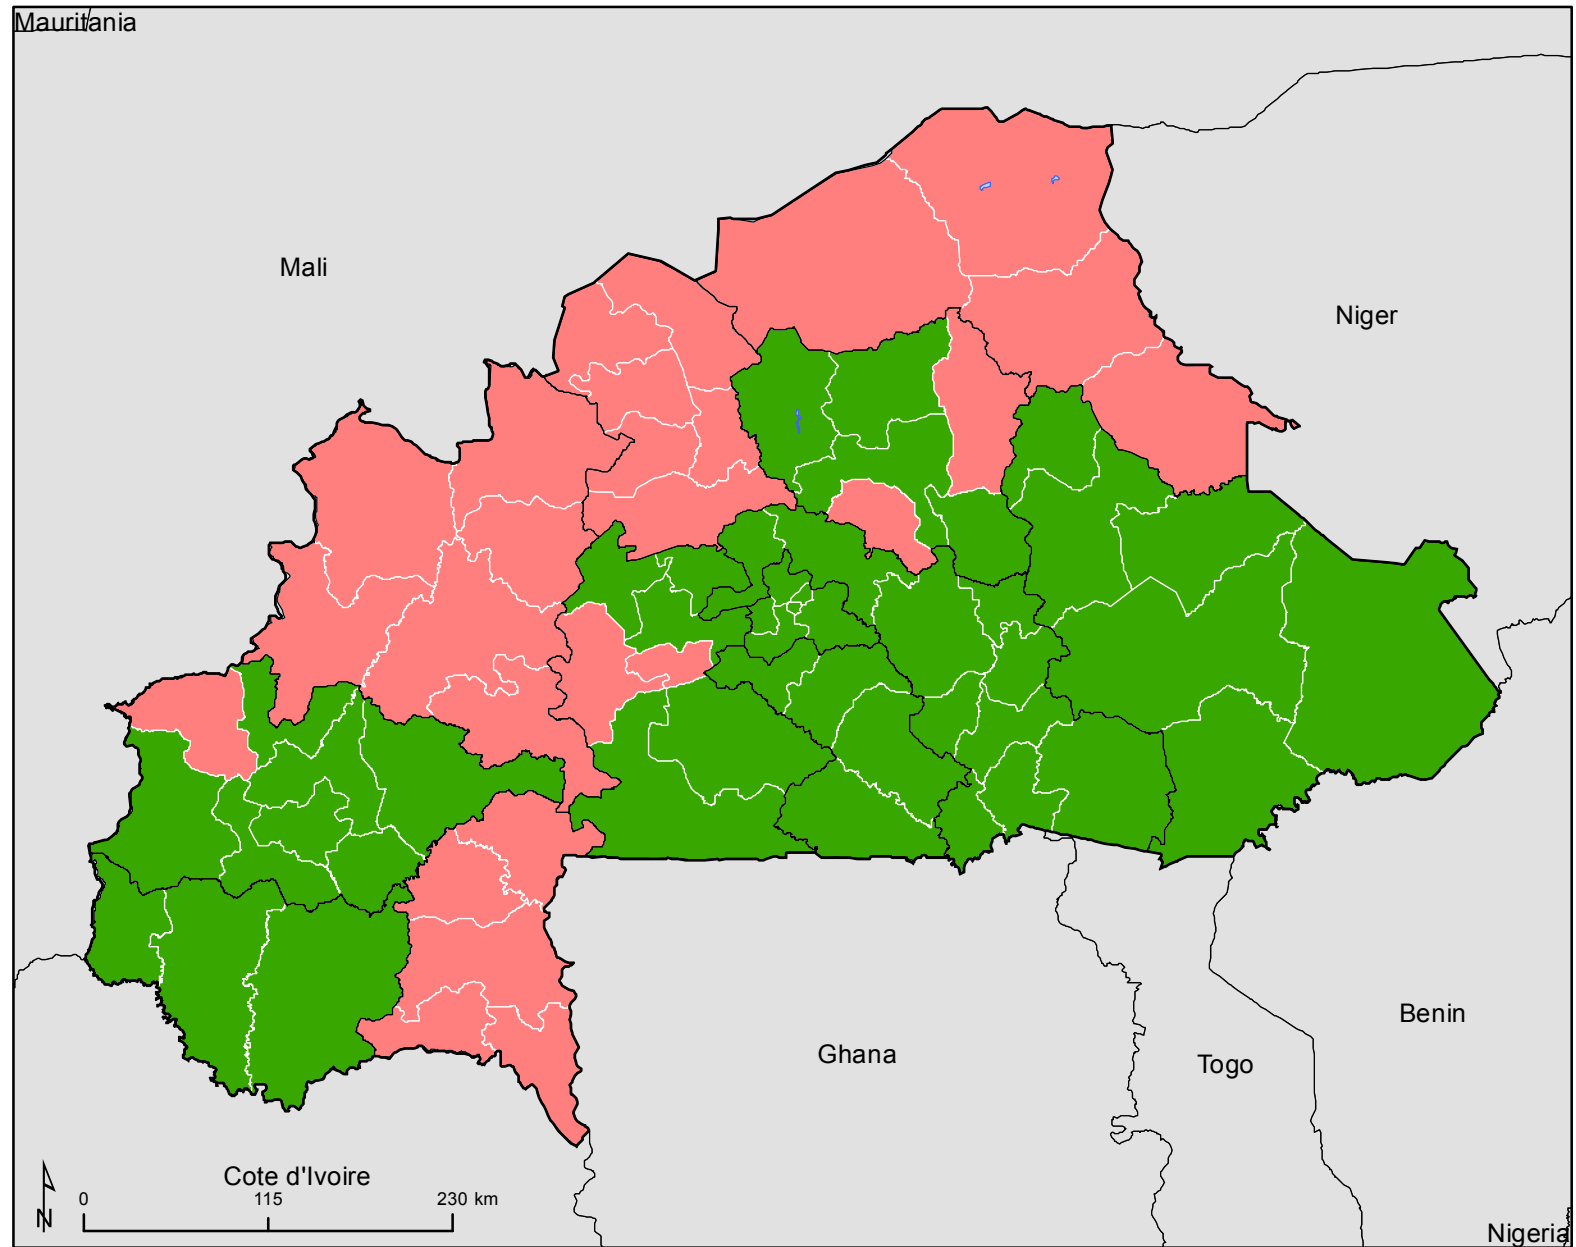 Mauritania
Mali
Niger
Benin
Ghana
Togo
Cote d'Ivoire
0 115 230 km
N
Nigeria